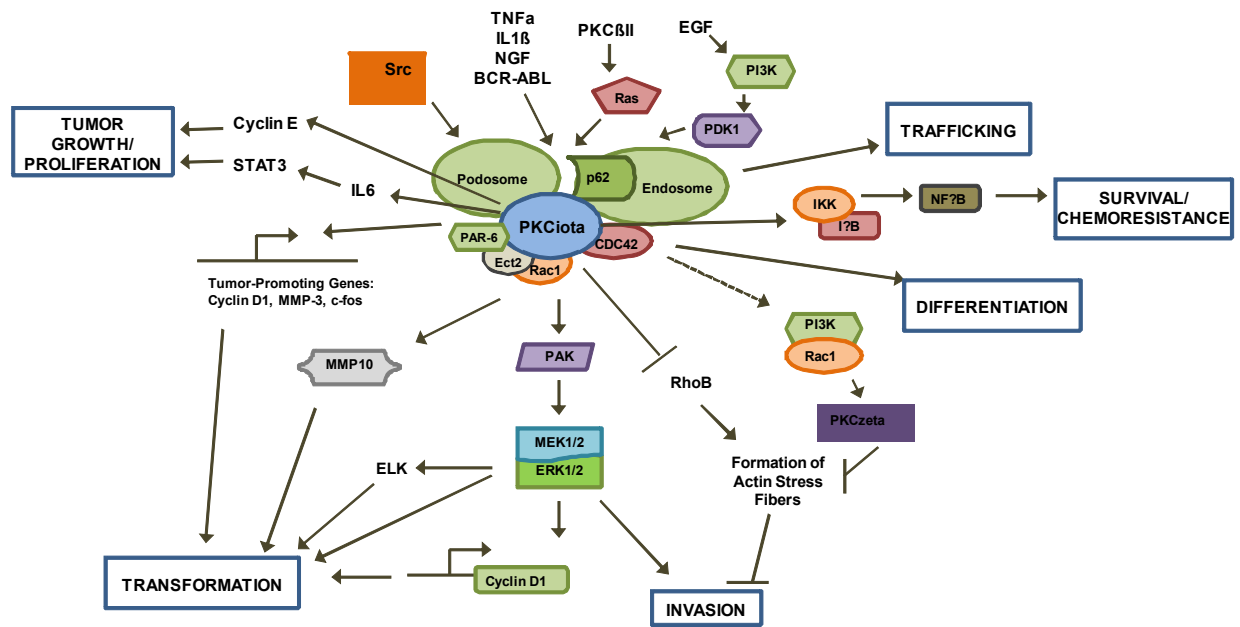 TNFa
IL1ß
NGF
BCR-ABL
PKCßII
EGF
Src
PI3K
Ras
PDK1
TUMOR
GROWTH/
PROLIFERATION
Cyclin E
STAT3
IL6
TRAFFICKING
Podosome
p62
Endosome
IKK
I?B
NF?B
SURVIVAL/
CHEMORESISTANCE
PKCiota
PAR-6
CDC42
Ect2
Rac1
Tumor-Promoting Genes:
Cyclin D1, MMP-3, c-fos
DIFFERENTIATION
PI3K
Rac1
MMP10
PAK
RhoB
PKCzeta
MEK1/2
ERK1/2
ELK
Formation of
Actin Stress
Fibers
TRANSFORMATION
Cyclin D1
INVASION